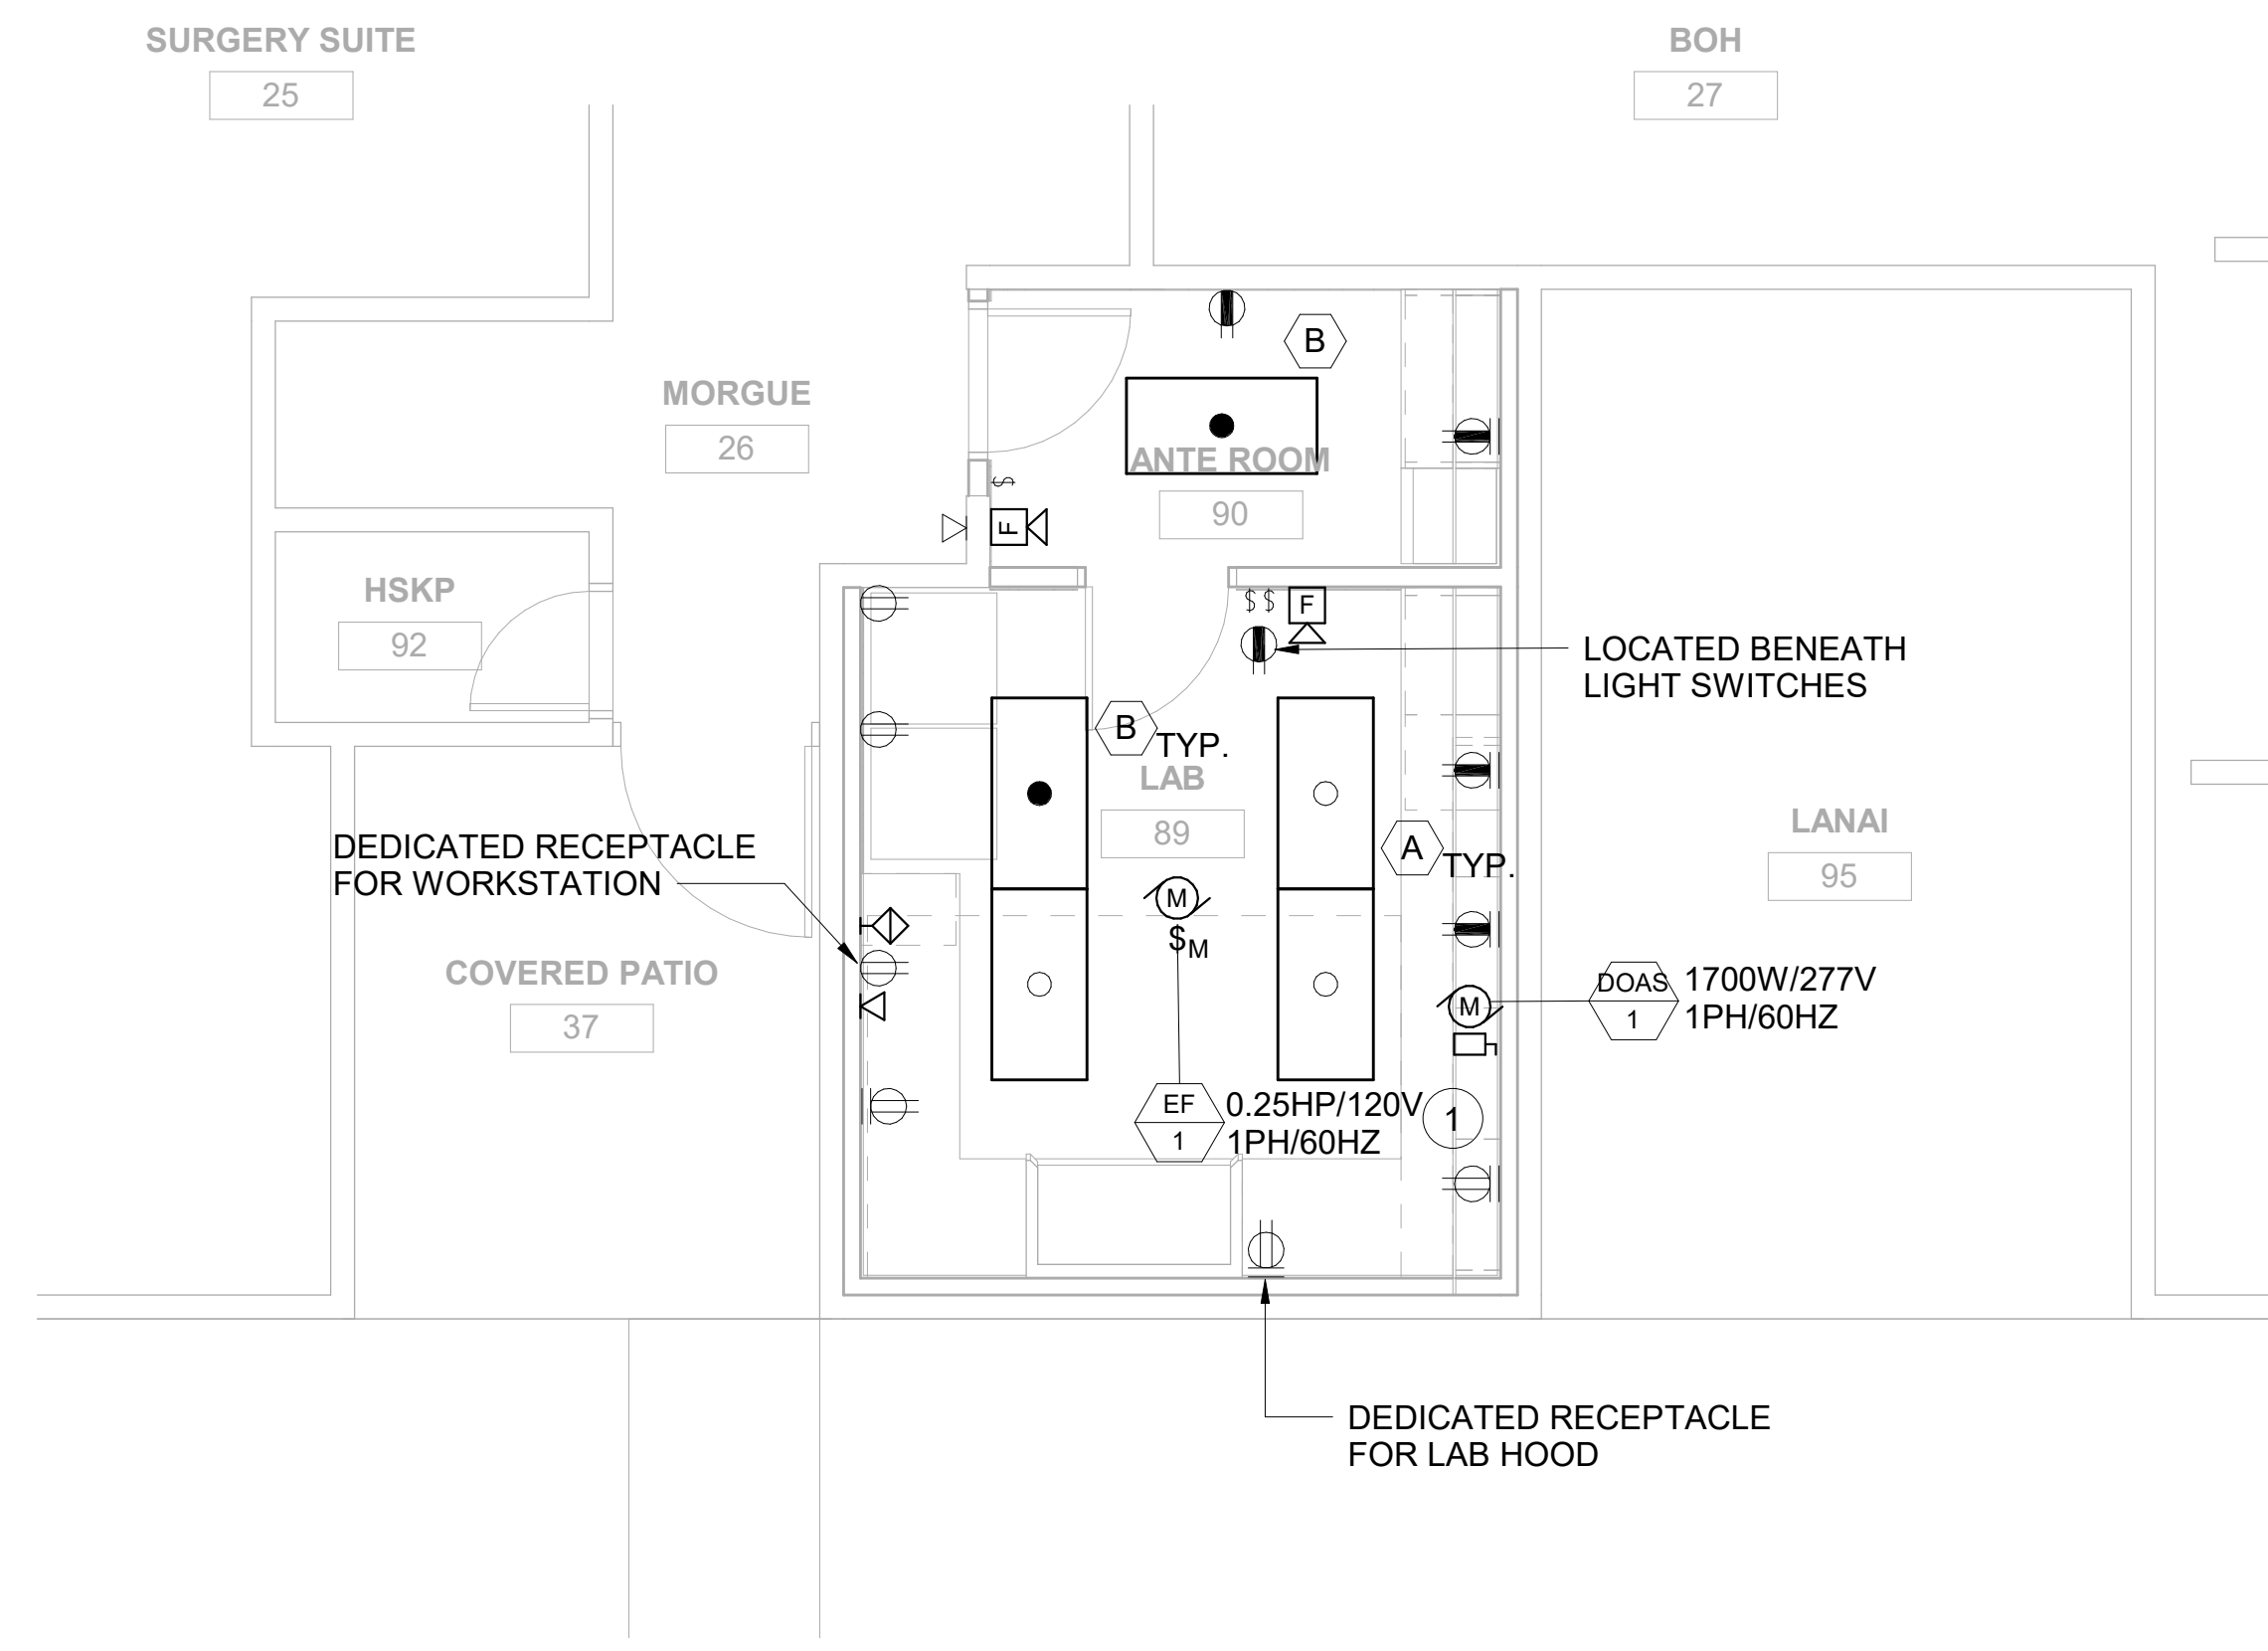 SURGERY SUITE
25
BOH
27
MORGUE
26
B
ANTE ROOM
90
$
F
HSKP
92
$ $
F
LOCATED BENEATH
LIGHT SWITCHES
B
TYP.
LAB
89
A
TYP.
LANAI
95
DEDICATED RECEPTACLE
FOR WORKSTATION
M
$M
COVERED PATIO
37
M
DOAS
1
1700W/277V
1PH/60HZ
EF
1
0.25HP/120V
1PH/60HZ
1
DEDICATED RECEPTACLE
FOR LAB HOOD